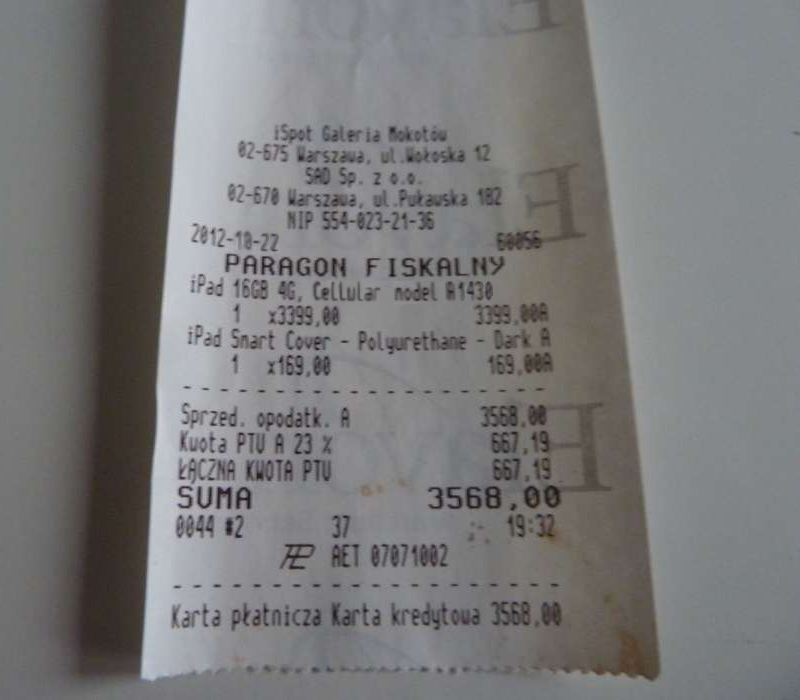 iSpot Galeria Mokotów
02-675 Warszawa, ul.Wołoska 12
SAD Sp. z o.o.
02-670 Warszawa, ul.Puławska 182
NIP 554-023-21-36
2012-10-22 60056
PARAGON FISKALNY
iPad 16GB 4G, Cellular model A1430
1 x3399,00 3399,00A
iPad Smart Cover - Polyurethane - Dark A
1 x169,00 169,00A
Sprzed. opodatk. A 3568,00
Kwota PTU A 23 % 667,19
ŁĄCZNA KWOTA PTU 667,19
SUMA 3568,00
0044 #2 37 19:32
AET 07071002
Karta płatnicza Karta kredytowa 3568,00